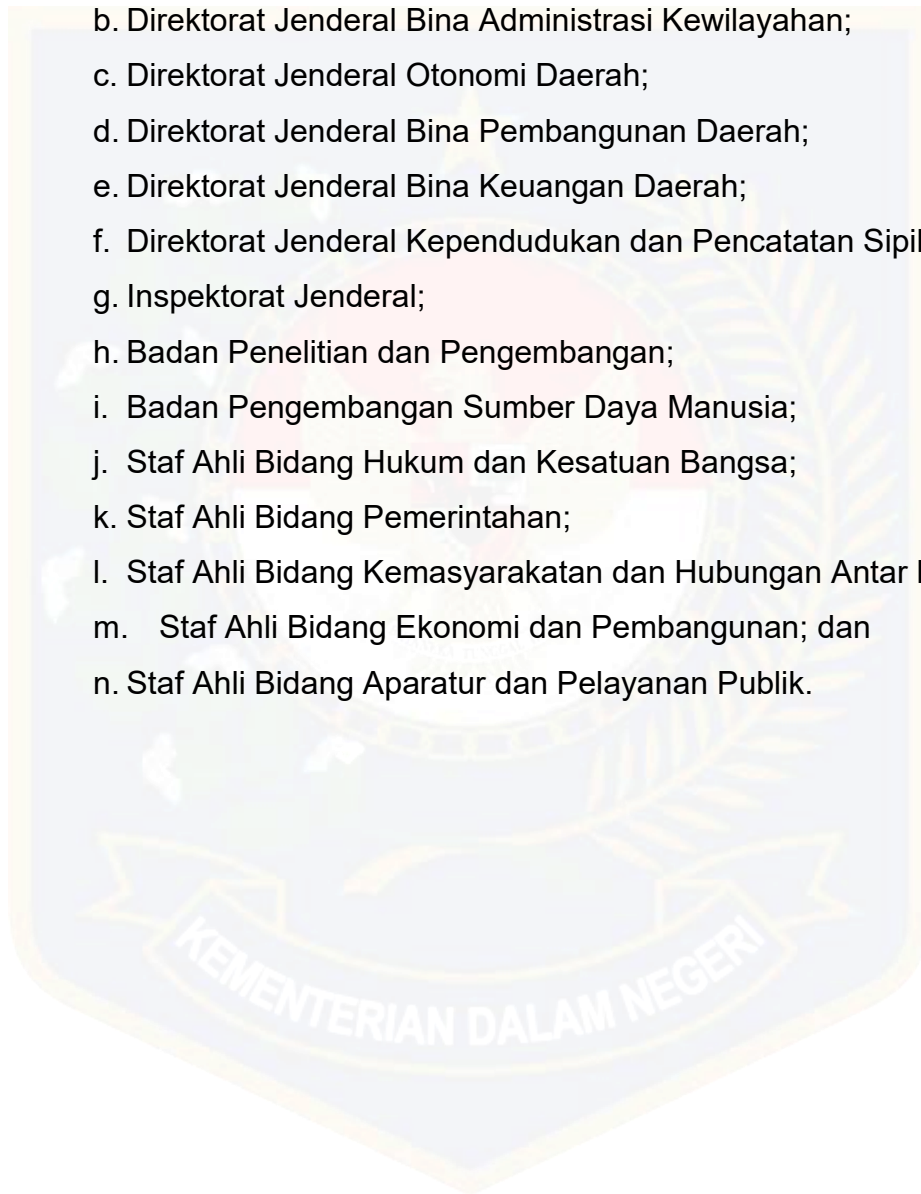 b. Direktorat Jenderal Bina Administrasi Kewilayahan;
c. Direktorat Jenderal Otonomi Daerah;
d. Direktorat Jenderal Bina Pembangunan Daerah;
e. Direktorat Jenderal Bina Keuangan Daerah;
f. Direktorat Jenderal Kependudukan dan Pencatatan Sipil
g. Inspektorat Jenderal;
h. Badan Penelitian dan Pengembangan;
i. Badan Pengembangan Sumber Daya Manusia;
j. Staf Ahli Bidang Hukum dan Kesatuan Bangsa;
k. Staf Ahli Bidang Pemerintahan;
l. Staf Ahli Bidang Kemasyarakatan dan Hubungan Antar
m. Staf Ahli Bidang Ekonomi dan Pembangunan; dan
n. Staf Ahli Bidang Aparatur dan Pelayanan Publik.
KEMENTERIAN DALAM NEGERI